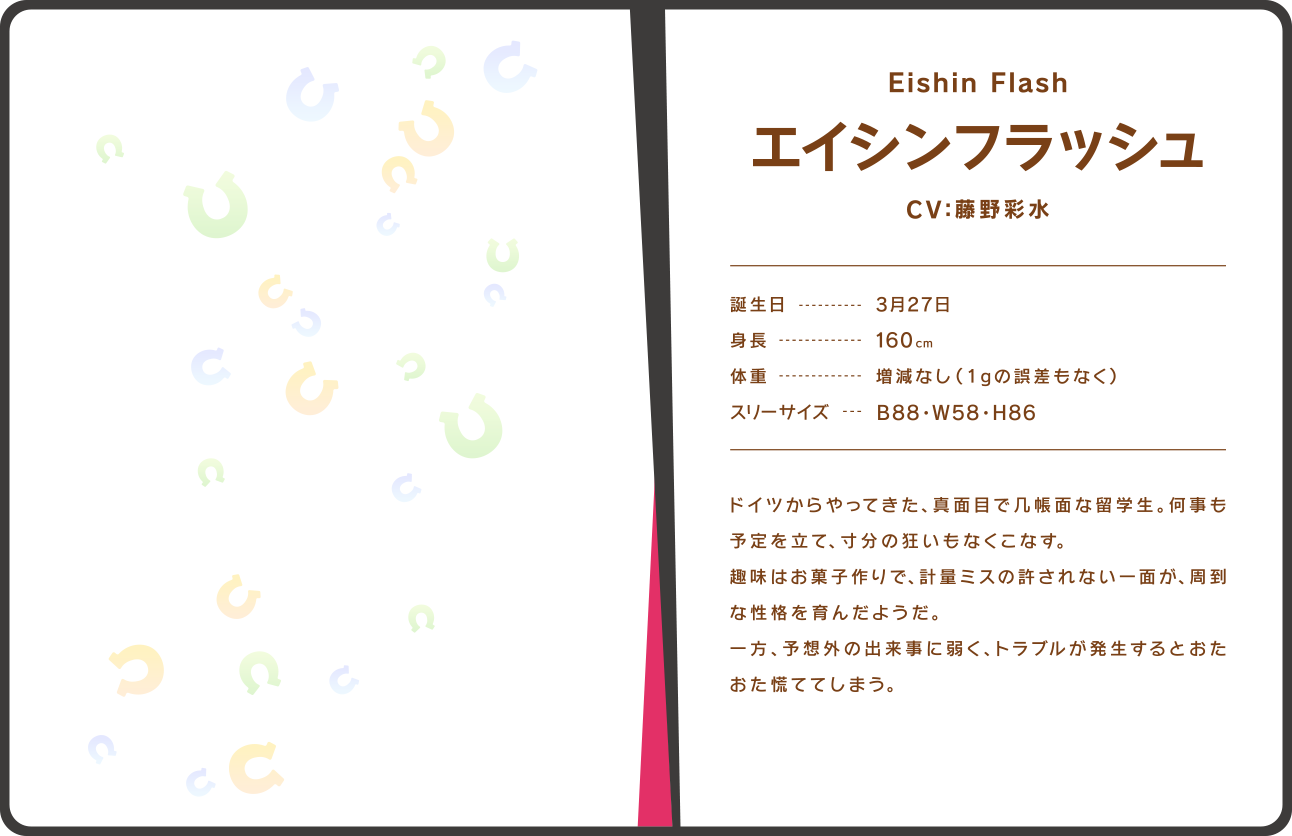 Eishin Flash
エイシンフラッシュ
CV:藤野彩水
誕生日 ---------- 3月27日
身長 ------------- 160cm
体重 ------------- 増減なし(1gの誤差もなく)
スリーサイズ --- B88・W58・H86
ドイツからやってきた、真面目で几帳面な留学生。何事も
予定を立て、寸分の狂いもなくこなす。
趣味はお菓子作りで、計量ミスの許されない一面が、周到
な性格を育んだようだ。
一方、予想外の出来事に弱く、トラブルが発生するとおた
おた慌ててしまう。